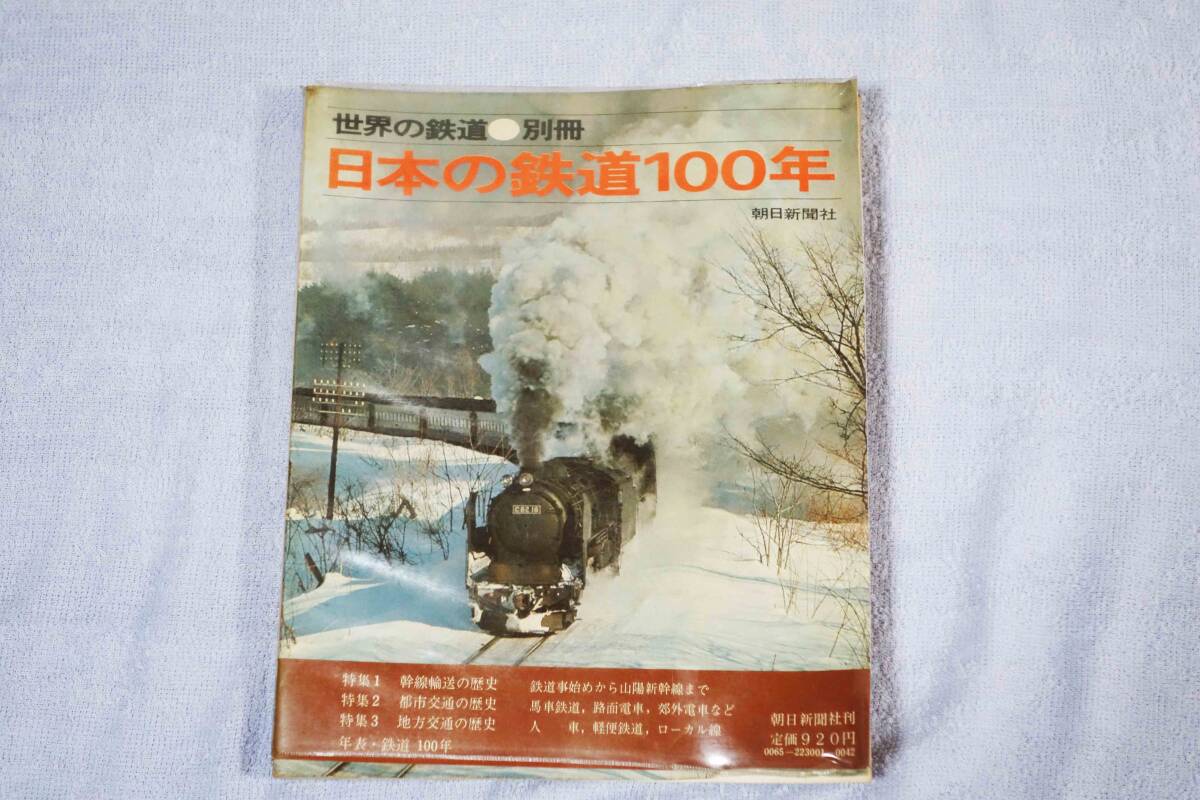 世界の鉄道●別冊
日本の鉄道100年
朝日新聞社
C62 16
特集1 幹線輸送の歴史 鉄道事始めから山陽新幹線まで
特集2 都市交通の歴史 馬車鉄道，路面電車，郊外電車など
特集3 地方交通の歴史 人 車，軽便鉄道，ローカル線
年表・鉄道 100年
朝日新聞社刊
定価920円
0065-223001-0042